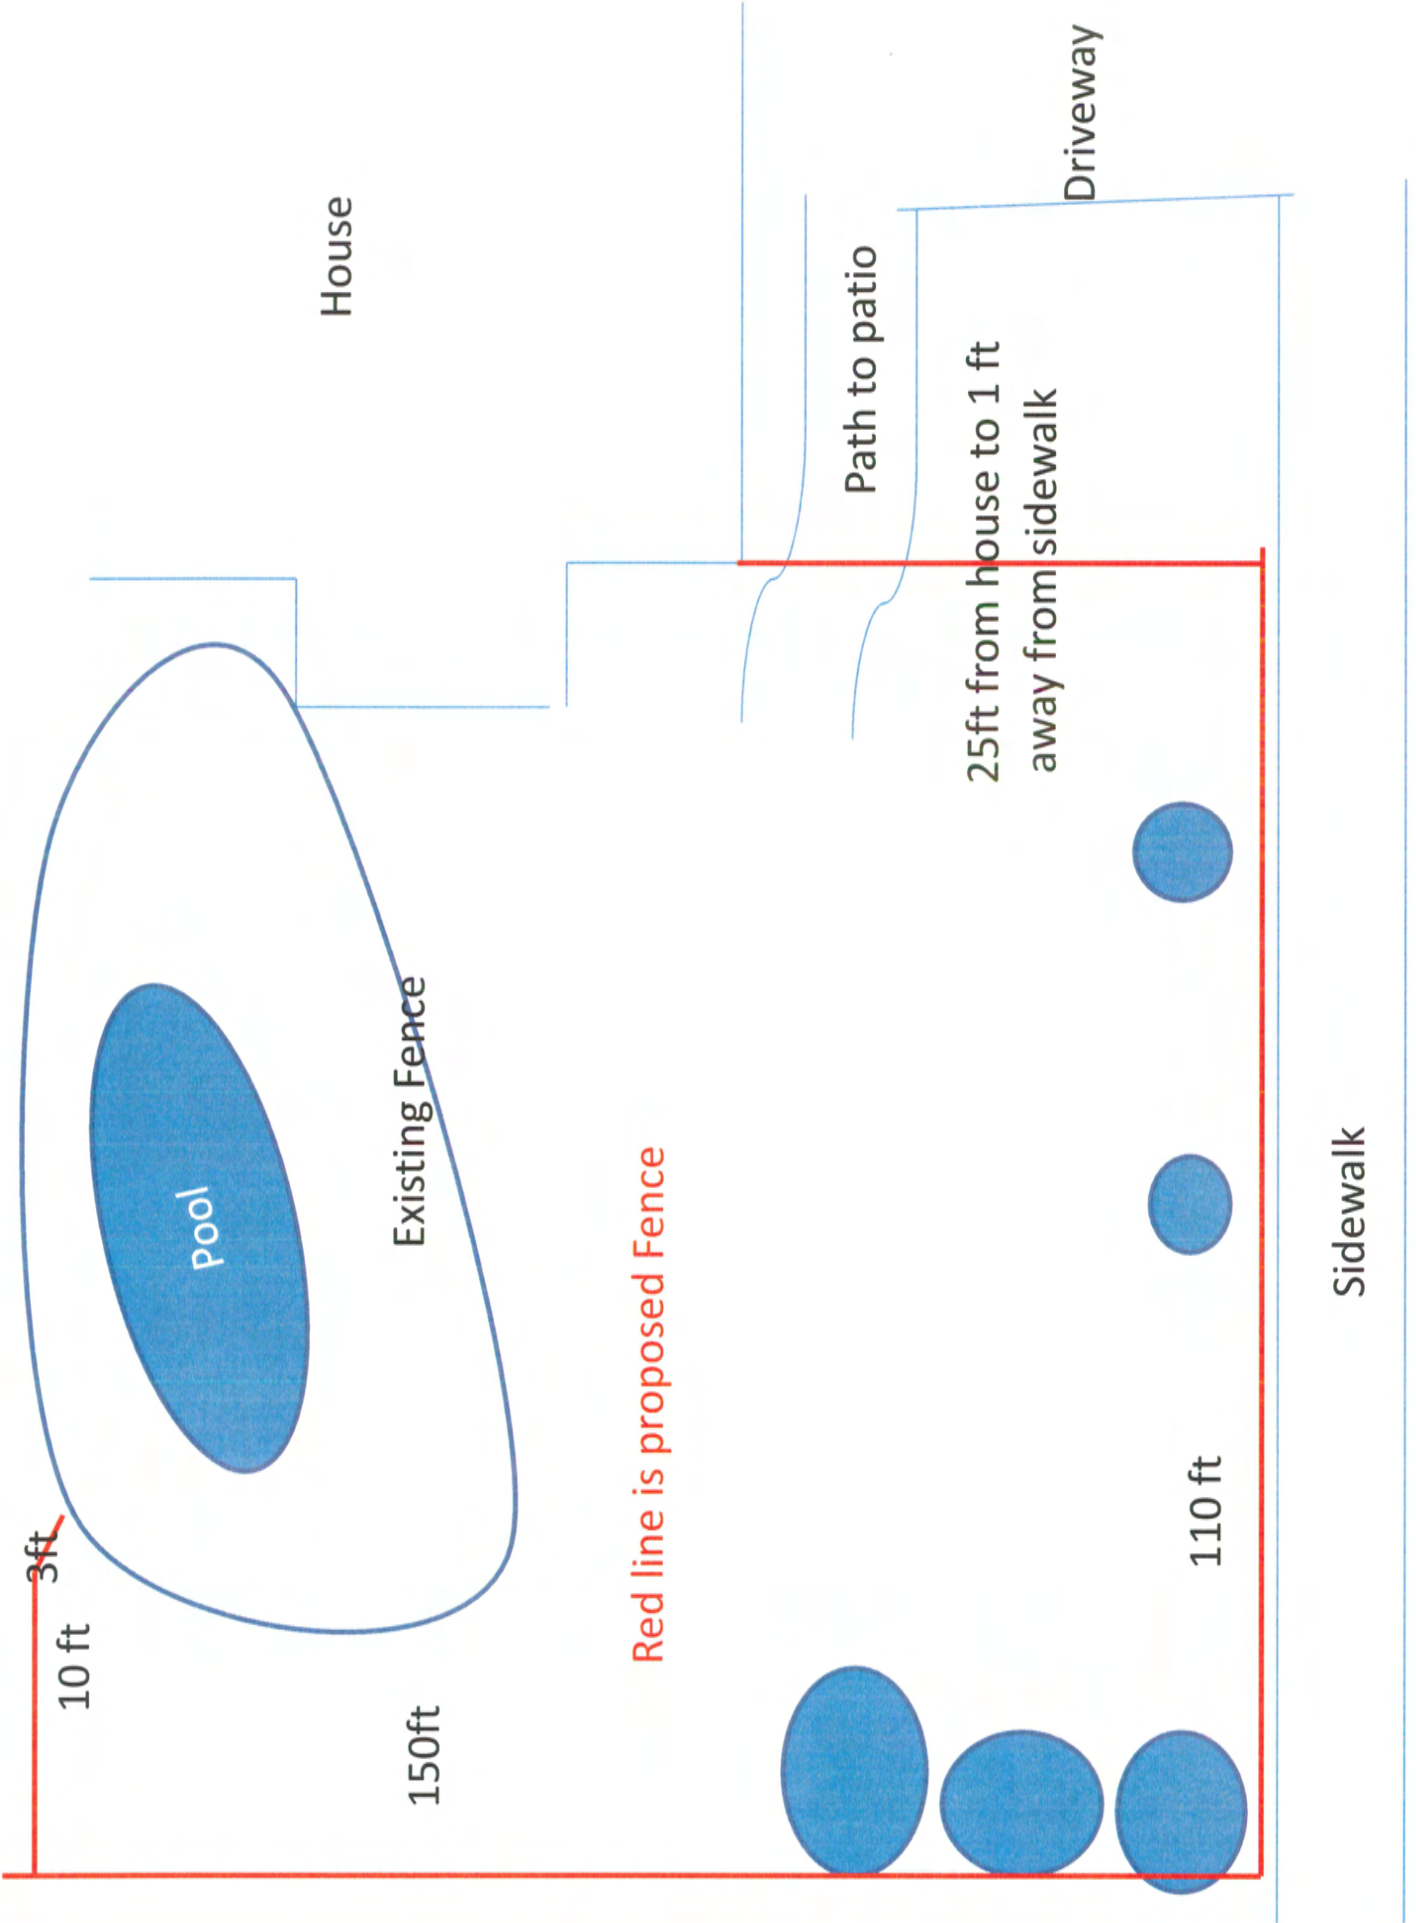 3ft
10 ft
150ft
Pool
Existing Fence
House
Red line is proposed Fence
Path to patio
25ft from house to 1 ft
away from sidewalk
Driveway
110 ft
Sidewalk